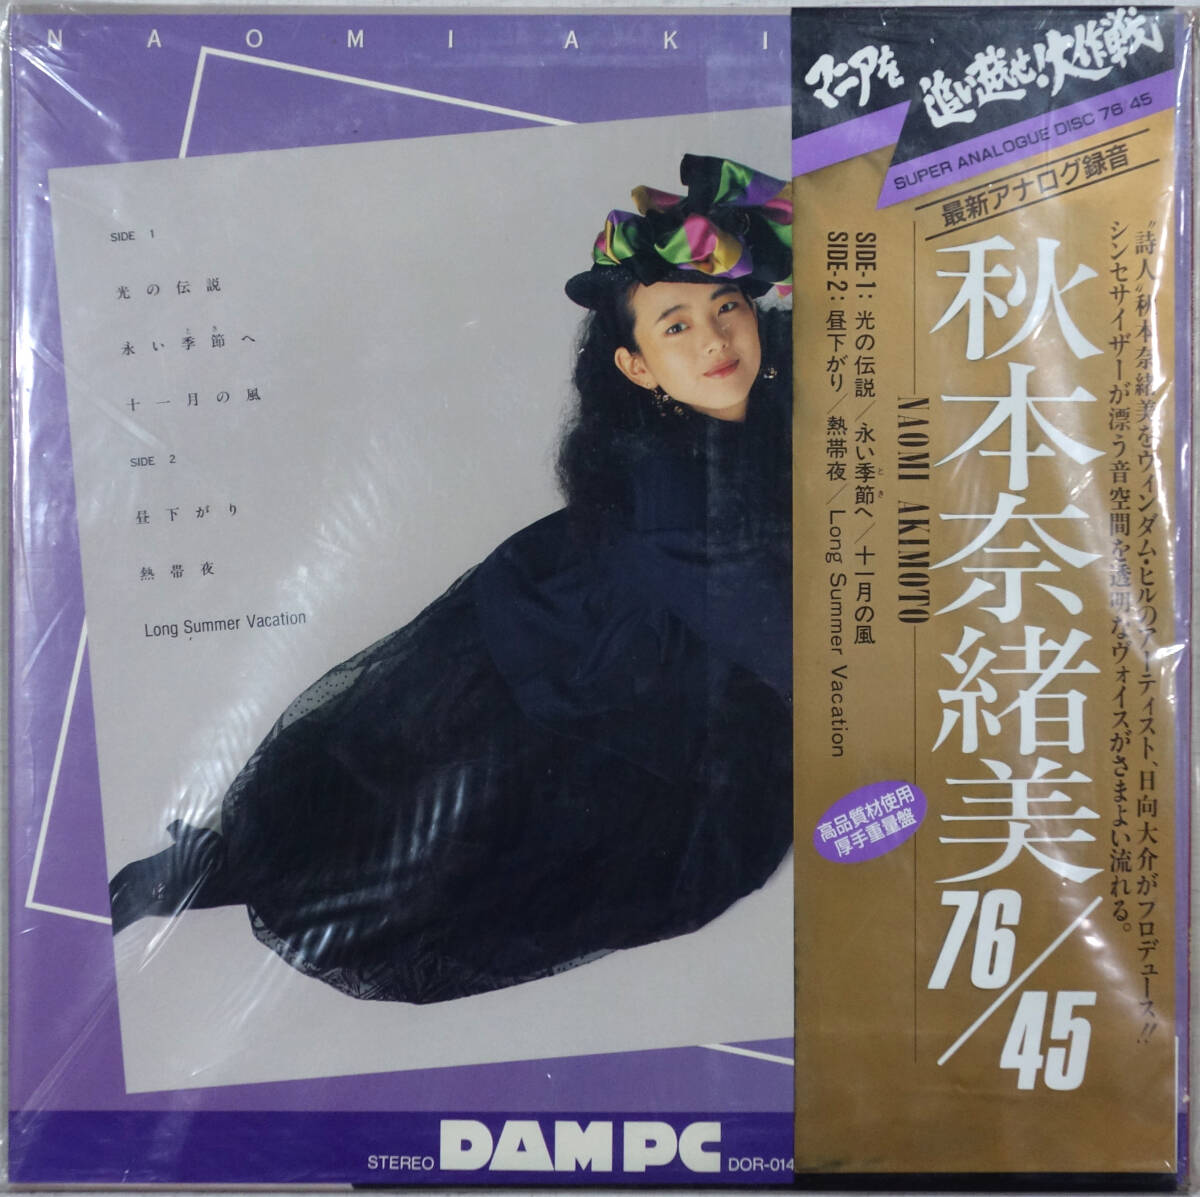 NAOMI AKI
SIDE 1
光の伝説
とき
永い季節へ
十一月の風
SIDE 2
昼下がり
熱帯夜
Long Summer Vacation
STEREO DAM PC DOR-014
マニアを
追い越せ!大作戦
SUPER ANALOGUE DISC 76/45
最新アナログ録音
"詩人"秋本奈緒美をウィンダム・ヒルのアーティスト、日向大介がプロデュース!!
シンセサイザーが漂う音空間を透明なヴォイスがさまよい流れる。
秋本奈緒美
76/45
NAOMI AKIMOTO
SIDE-1:光の伝説/永い季節へ/十一月の風
とき
SIDE-2:昼下がり/熱帯夜/Long Summer Vacation
高品質材使用
厚手重量盤